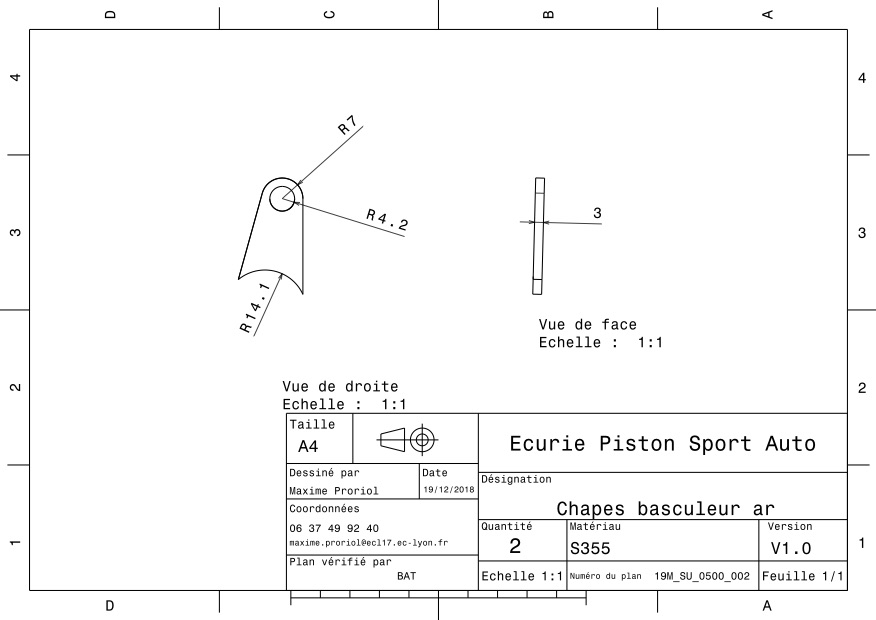 D C B A
4 4
R7
R4.2
3
3 3
R14.1
Vue de face
Echelle : 1:1
2 2
Vue de droite
Echelle : 1:1
Taille
A4
Ecurie Piston Sport Auto
Dessiné par
Maxime Proriol
Date
19/12/2018
Désignation
Chapes basculeur ar
Coordonnées
06 37 49 92 40
maxime.proriol@ecl17.ec-lyon.fr
Quantité
2
Matériau
S355
Version
V1.0
1 1
Plan vérifié par
BAT
Echelle 1:1
Numéro du plan 19M_SU_0500_002
Feuille 1/1
D A